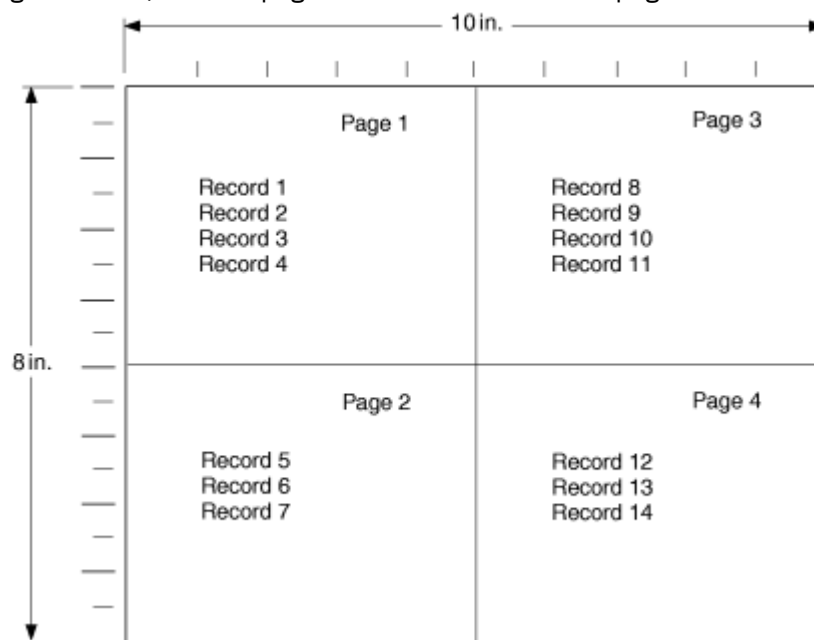 10 in.
Page 1
Record 1
Record 2
Record 3
Record 4
Page 3
Record 8
Record 9
Record 10
Record 11
8 in.
Page 2
Record 5
Record 6
Record 7
Page 4
Record 12
Record 13
Record 14